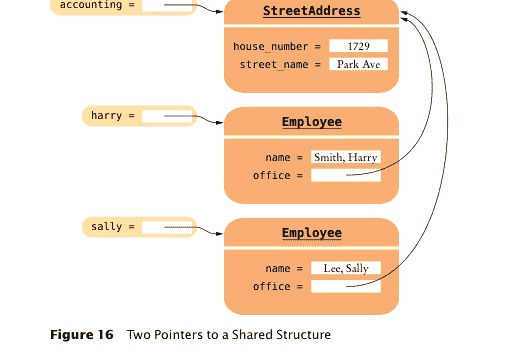 accounting =
StreetAddress
house_number = 1729
street_name = Park Ave
harry =
Employee
name = Smith, Harry
office =
sally =
Employee
name = Lee, Sally
office =
Figure 16 Two Pointers to a Shared Structure